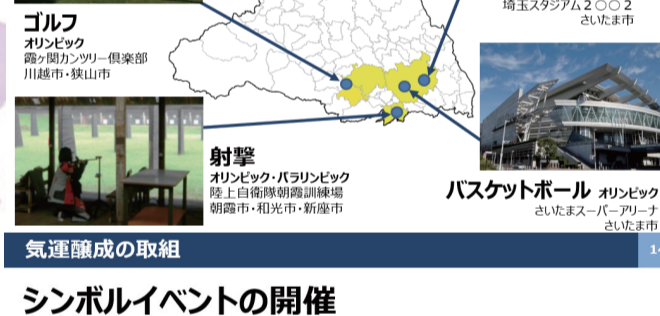 ゴルフ
オリンピック
霞ヶ関カンツリー倶楽部
川越市・狭山市
埼玉スタジアム２○○２
さいたま市
射撃
オリンピック・パラリンピック
陸上自衛隊朝霞訓練場
朝霞市・和光市・新座市
バスケットボール オリンピック
さいたまスーパーアリーナ
さいたま市
気運醸成の取組
シンボルイベントの開催